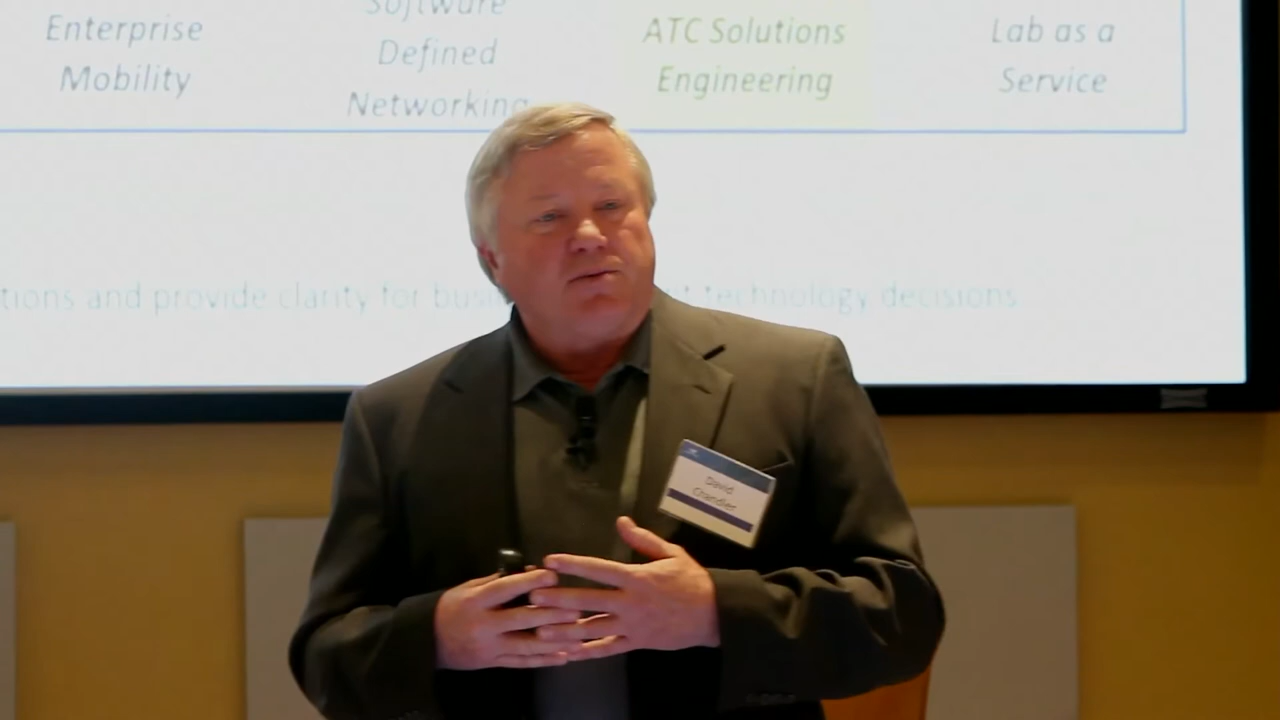 Enterprise
Mobility
Software
Defined
Networking
ATC Solutions
Engineering
Lab as a
Service
tions and provide clarity for busi t technology decisions.
David
Chandler